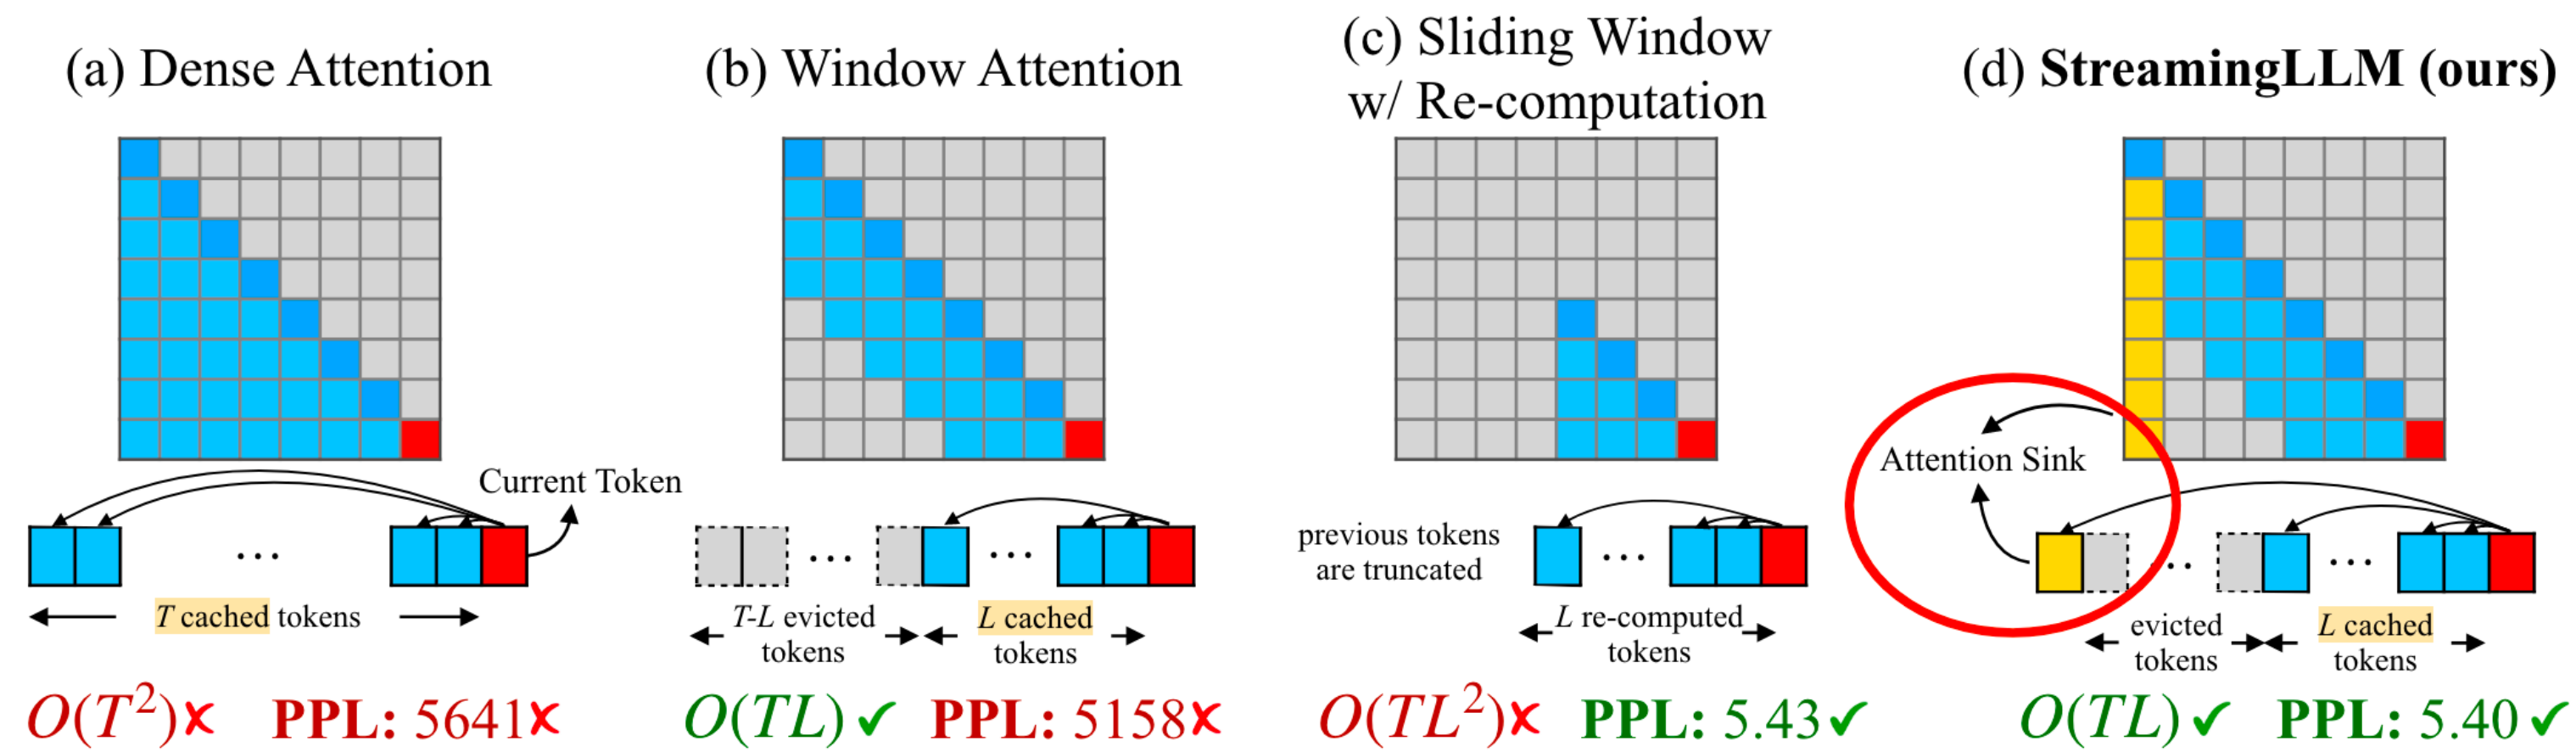 (a) Dense Attention
Current Token
...
T cached tokens
O(T²)✗ PPL: 5641✗
(b) Window Attention
... ...
T-L evicted
tokens
L cached
tokens
O(TL)✓ PPL: 5158✗
(c) Sliding Window
w/ Re-computation
previous tokens
are truncated
...
L re-computed
tokens
O(TL²)✗ PPL: 5.43✓
(d) StreamingLLM (ours)
Attention Sink
... ...
evicted
tokens
L cached
tokens
O(TL)✓ PPL: 5.40✓